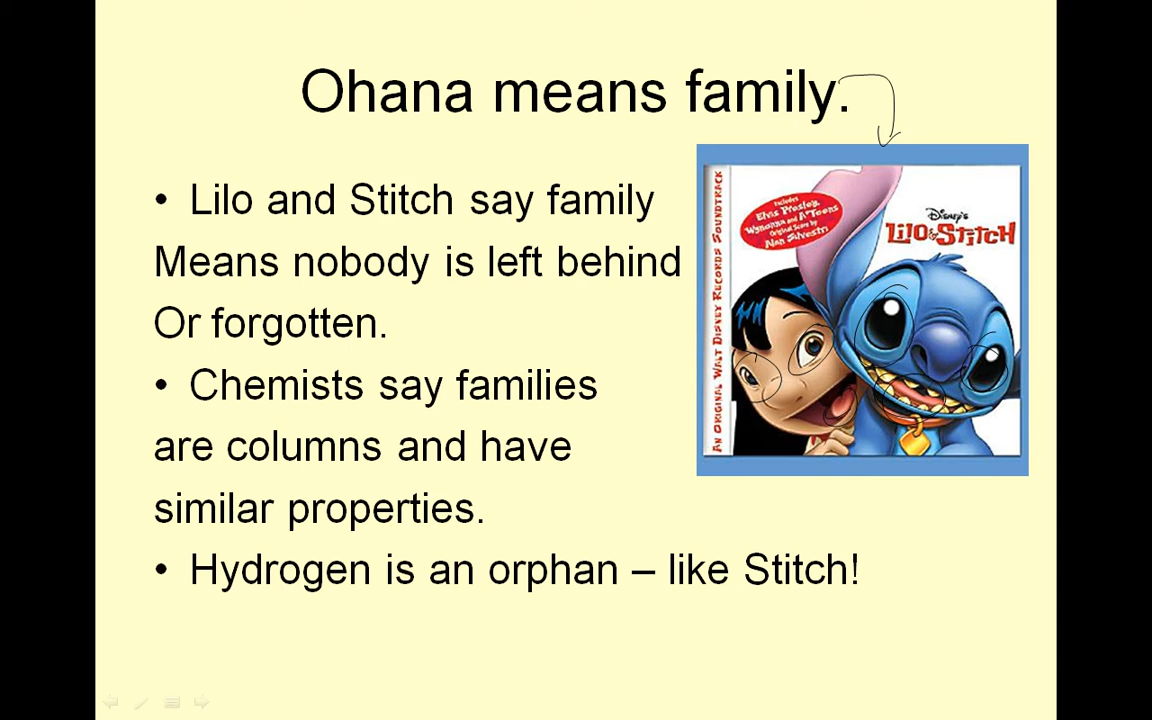 Ohana means family.
• Lilo and Stitch say family
Means nobody is left behind
Or forgotten.
• Chemists say families
are columns and have
similar properties.
• Hydrogen is an orphan – like Stitch!
AN ORIGINAL WALT DISNEY RECORDS SOUNDTRACK
Includes
Elvis Presley,
Wynonna and A*Teens
Original Score by
Alan Silvestri
Disney's
LILO & STITCH